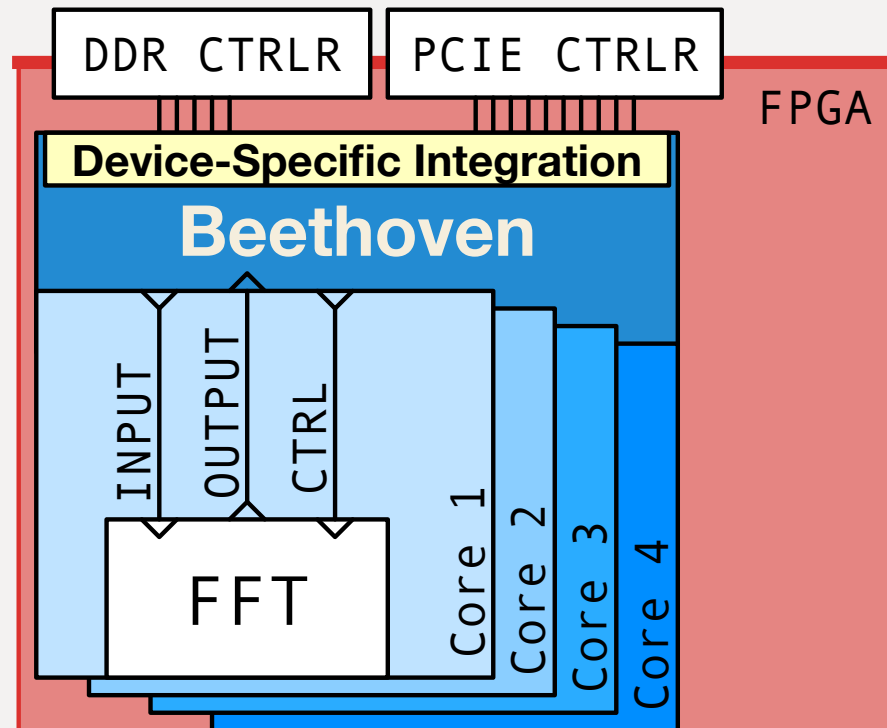 DDR CTRLR
PCIE CTRLR
FPGA
Device-Specific Integration
Beethoven
INPUT
OUTPUT
CTRL
FFT
Core 1
Core 2
Core 3
Core 4